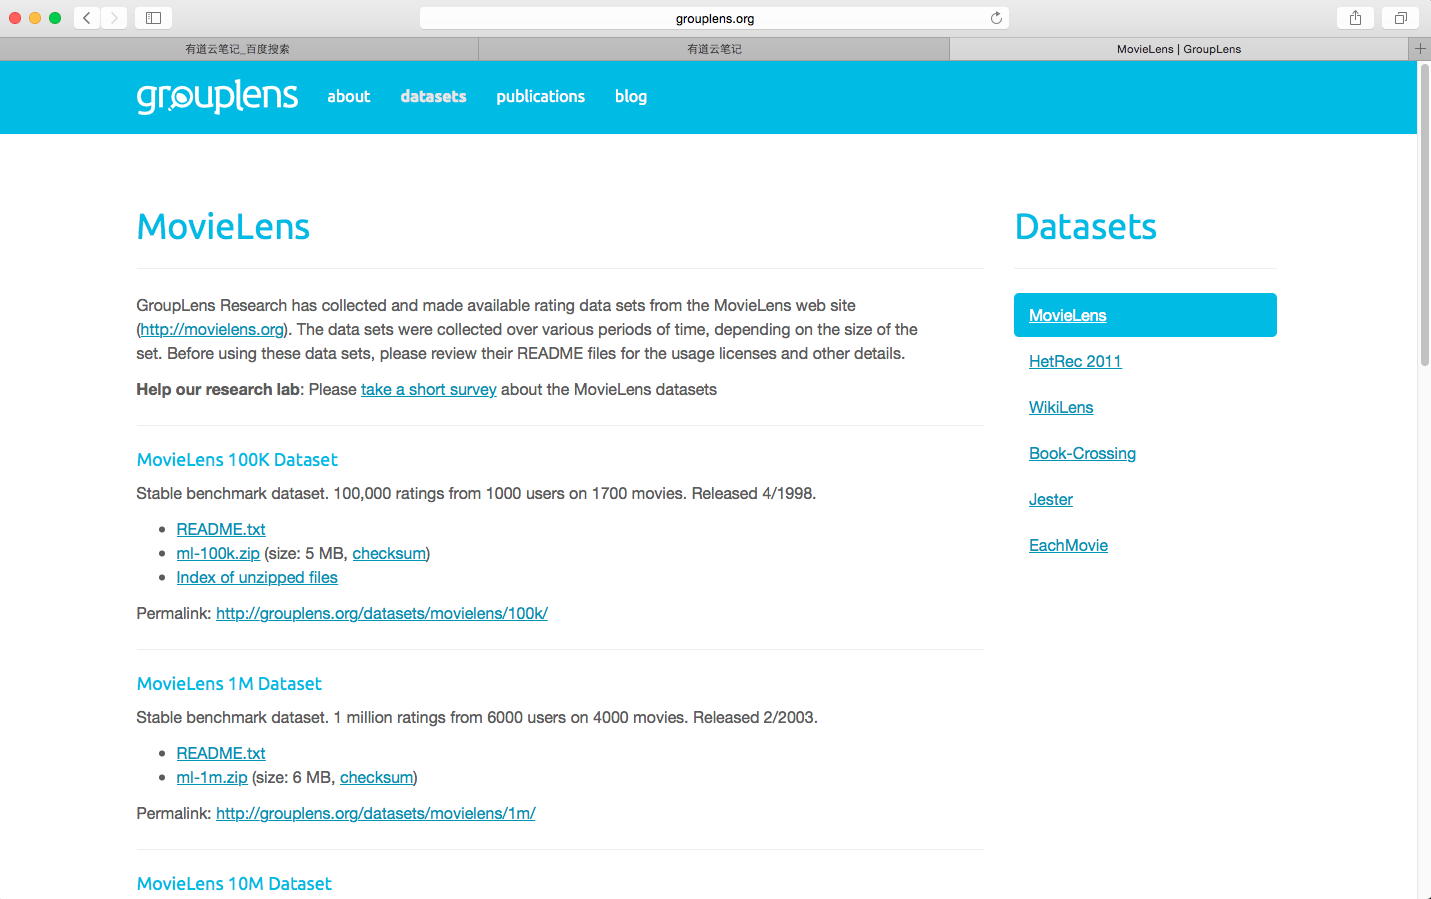 grouplens.org
有道云笔记_百度搜索
有道云笔记
MovieLens | GroupLens
grouplens
about
datasets
publications
blog
MovieLens
GroupLens Research has collected and made available rating data sets from the MovieLens web site
(http://movielens.org). The data sets were collected over various periods of time, depending on the size of the
set. Before using these data sets, please review their README files for the usage licenses and other details.
Help our research lab: Please take a short survey about the MovieLens datasets
MovieLens 100K Dataset
Stable benchmark dataset. 100,000 ratings from 1000 users on 1700 movies. Released 4/1998.
• README.txt
• ml-100k.zip (size: 5 MB, checksum)
• Index of unzipped files
Permalink: http://grouplens.org/datasets/movielens/100k/
MovieLens 1M Dataset
Stable benchmark dataset. 1 million ratings from 6000 users on 4000 movies. Released 2/2003.
• README.txt
• ml-1m.zip (size: 6 MB, checksum)
Permalink: http://grouplens.org/datasets/movielens/1m/
MovieLens 10M Dataset
Datasets
MovieLens
HetRec 2011
WikiLens
Book-Crossing
Jester
EachMovie